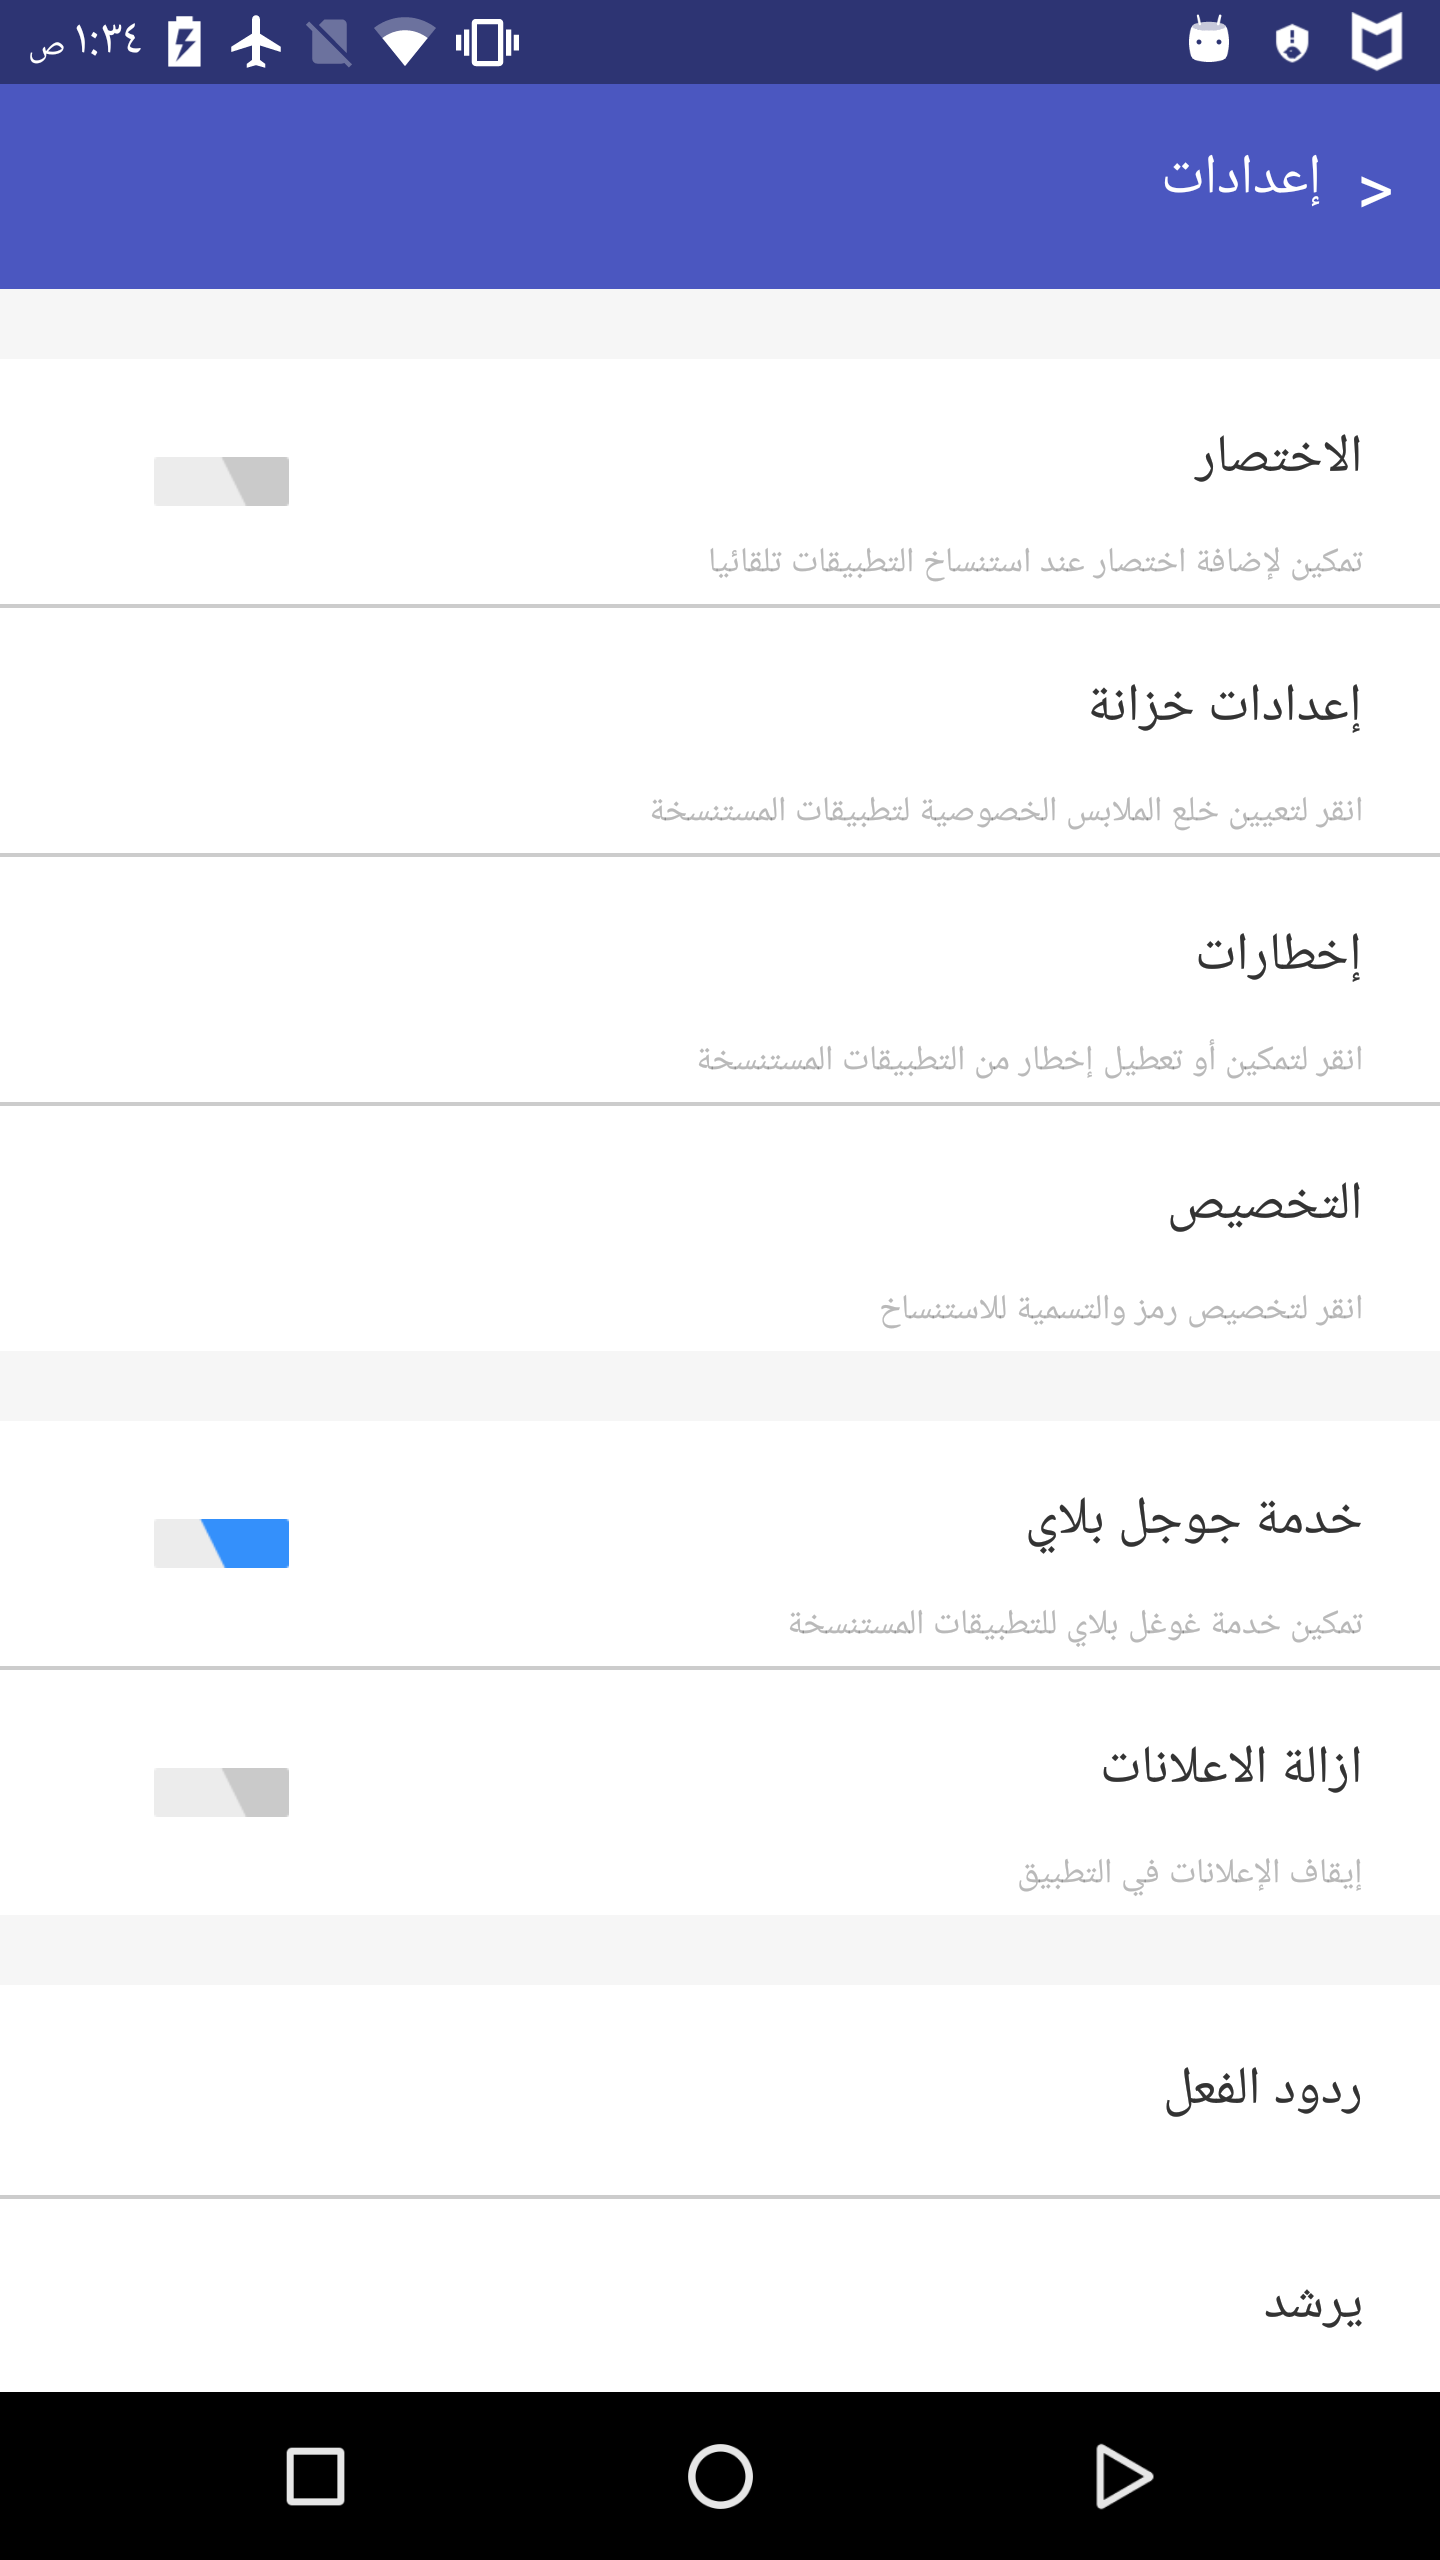 ١:٣٤ ص
إعدادات
الاختصار
تمكين لإضافة اختصار عند استنساخ التطبيقات تلقائيا
إعدادات خزانة
انقر لتعيين خلع الملابس الخصوصية لتطبيقات المستنسخة
إخطارات
انقر لتمكين أو تعطيل إخطار من التطبيقات المستنسخة
التخصيص
انقر لتخصيص رمز والتسمية للاستنساخ
خدمة جوجل بلاي
تمكين خدمة غوغل بلاي للتطبيقات المستنسخة
ازالة الاعلانات
إيقاف الإعلانات في التطبيق
ردود الفعل
يرشد